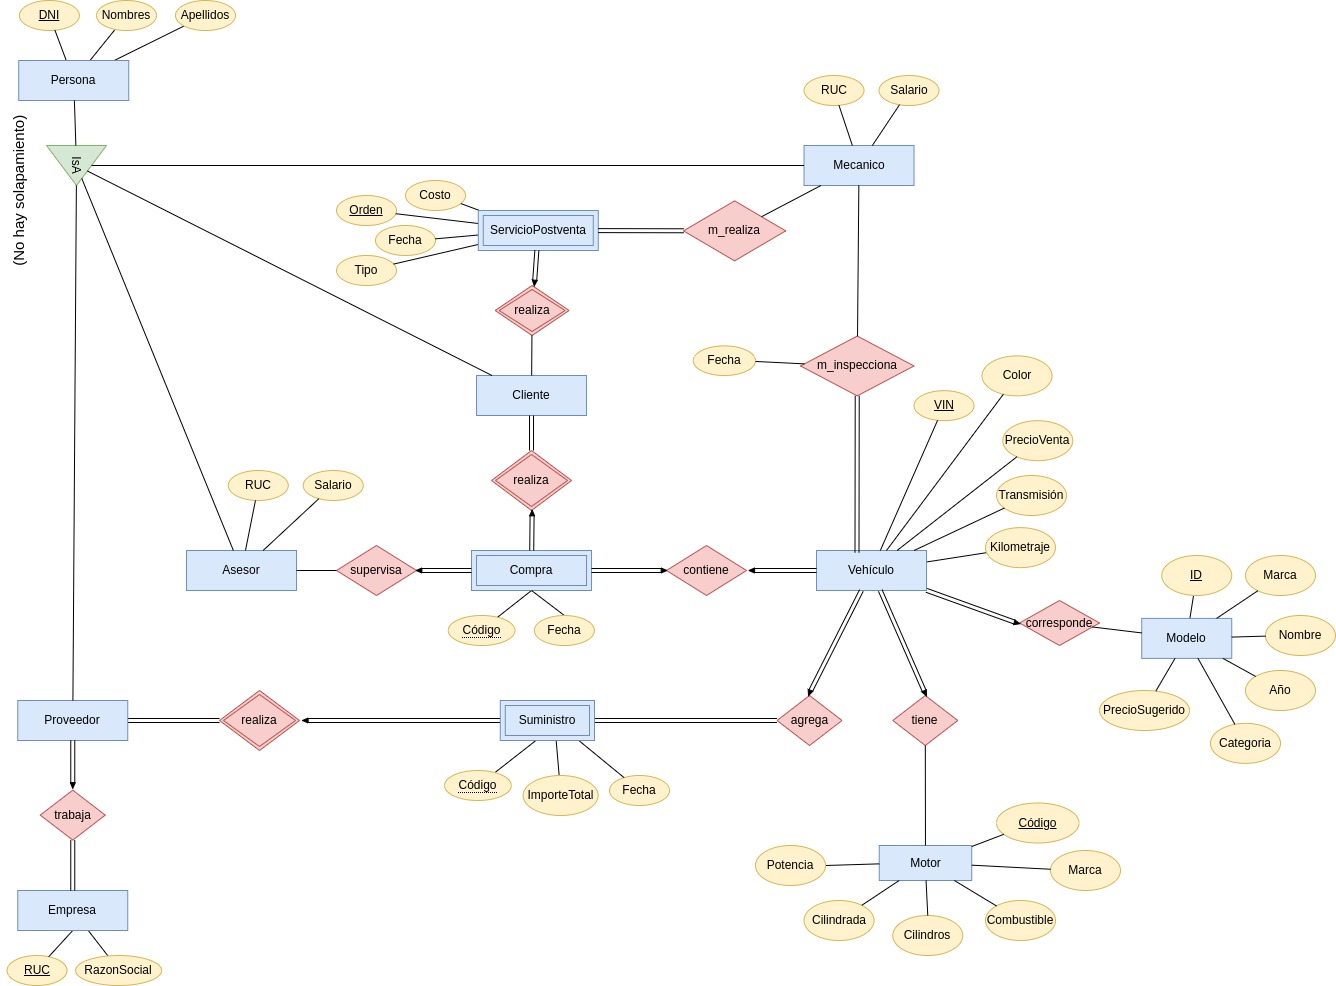 DNI
Nombres
Apellidos
Persona
(No hay solapamiento)
IsA
RUC
Salario
Mecanico
Costo
Orden
Fecha
Tipo
ServicioPostventa
m_realiza
realiza
Cliente
Fecha
m_inspecciona
VIN
Color
PrecioVenta
Transmisión
Kilometraje
realiza
RUC
Salario
Asesor
supervisa
Compra
contiene
Vehículo
Código
Fecha
corresponde
ID
Marca
Modelo
Nombre
Año
PrecioSugerido
Categoria
Proveedor
realiza
Suministro
agrega
tiene
Código
ImporteTotal
Fecha
trabaja
Empresa
RUC
RazonSocial
Código
Potencia
Motor
Marca
Cilindrada
Cilindros
Combustible